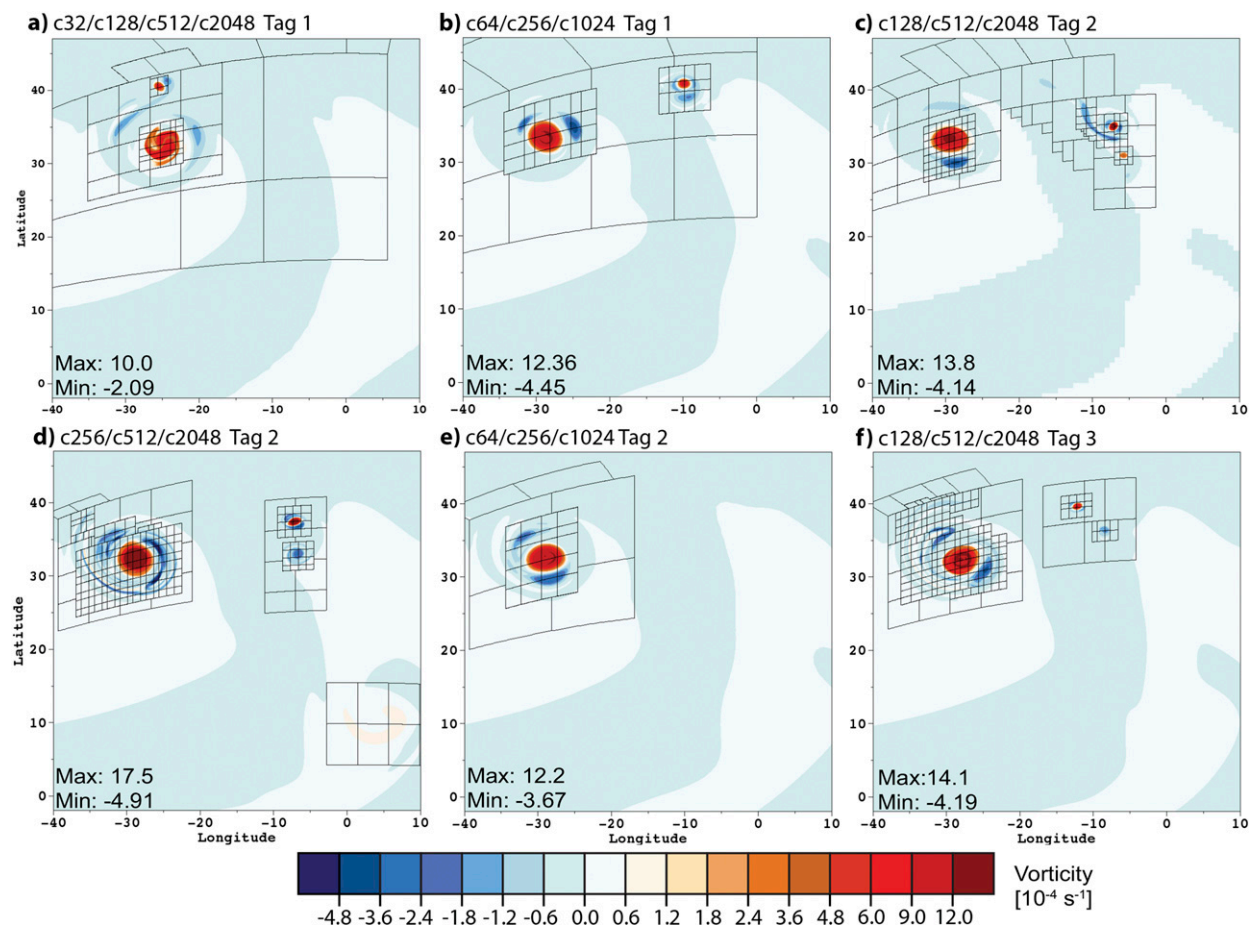 a) c32/c128/c512/c2048 Tag 1
b) c64/c256/c1024 Tag 1
c) c128/c512/c2048 Tag 2
Latitude
40
30
20
10
0
Max: 10.0
Min: -2.09
-40 -30 -20 -10 0 10
40
30
20
10
0
Max: 12.36
Min: -4.45
-40 -30 -20 -10 0 10
40
30
20
10
0
Max: 13.8
Min: -4.14
-40 -30 -20 -10 0 10
d) c256/c512/c2048 Tag 2
e) c64/c256/c1024 Tag 2
f) c128/c512/c2048 Tag 3
Latitude
40
30
20
10
0
Max: 17.5
Min: -4.91
-40 -30 -20 -10 0 10
Longitude
40
30
20
10
0
Max: 12.2
Min: -3.67
-40 -30 -20 -10 0 10
Longitude
40
30
20
10
0
Max:14.1
Min: -4.19
-40 -30 -20 -10 0 10
Longitude
Vorticity
[10⁻⁴ s⁻¹]
-4.8 -3.6 -2.4 -1.8 -1.2 -0.6 0.0 0.6 1.2 1.8 2.4 3.6 4.8 6.0 9.0 12.0